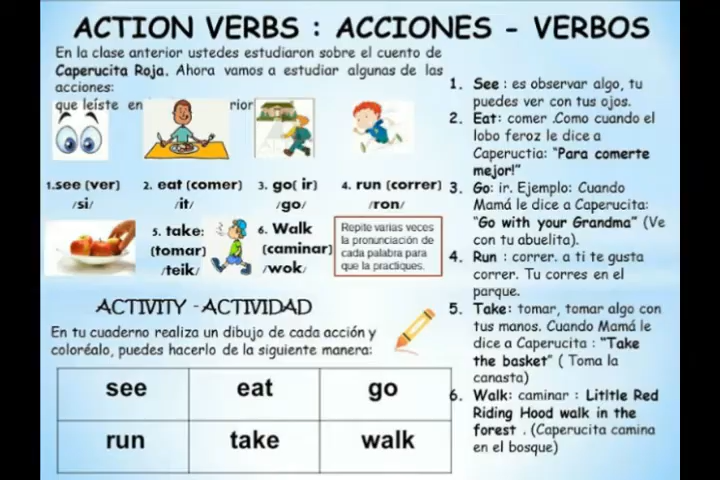 ACTION VERBS : ACCIONES - VERBOS
En la clase anterior ustedes estudiaron sobre el cuento de
Caperucita Roja. Ahora vamos a estudiar algunas de las
acciones:
que leíste en rior
1.see (ver)
/si/
2. eat (comer)
/it/
3. go( ir)
/go/
4. run (correr)
/ron/
5. take:
(tomar)
/teik/
6. Walk
(caminar)
/wok/
Repite varias veces
la pronunciación de
cada palabra para
que la practiques.
ACTIVITY -ACTIVIDAD
En tu cuaderno realiza un dibujo de cada acción y
coloréalo, puedes hacerlo de la siguiente manera:
see eat go
run take walk
1. See : es observar algo, tu
puedes ver con tus ojos.
2. Eat: comer .Como cuando el
lobo feroz le dice a
Capeructia: “Para comerte
mejor!”
3. Go: ir. Ejemplo: Cuando
Mamá le dice a Caperucita:
“Go with your Grandma” (Ve
con tu abuelita).
4. Run : correr. a ti te gusta
correr. Tu corres en el
parque.
5. Take: tomar, tomar algo con
tus manos. Cuando Mamá le
dice a Caperucita : “Take
the basket” ( Toma la
canasta)
6. Walk: caminar : Litltle Red
Riding Hood walk in the
forest . (Caperucita camina
en el bosque)